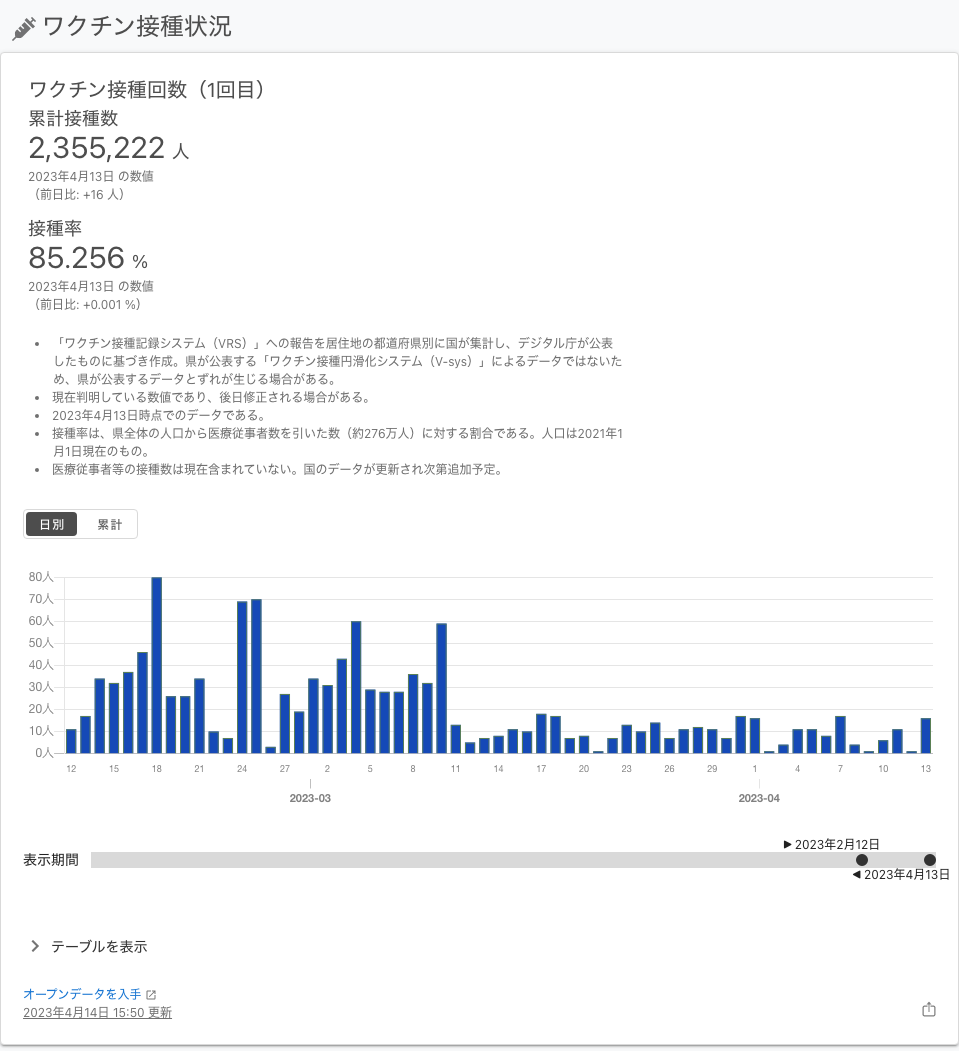 ワクチン接種状況
ワクチン接種回数（1回目）
累計接種数
2,355,222 人
2023年4月13日 の数値
（前日比: +16 人）
接種率
85.256 %
2023年4月13日 の数値
（前日比: +0.001 %）
• 「ワクチン接種記録システム（VRS）」への報告を居住地の都道府県別に国が集計し、デジタル庁が公表
したものに基づき作成。県が公表する「ワクチン接種円滑化システム（V-sys）」によるデータではないた
め、県が公表するデータとずれが生じる場合がある。
• 現在判明している数値であり、後日修正される場合がある。
• 2023年4月13日時点でのデータである。
• 接種率は、県全体の人口から医療従事者数を引いた数（約276万人）に対する割合である。人口は2021年1
月1日現在のもの。
• 医療従事者等の接種数は現在含まれていない。国のデータが更新され次第追加予定。
日別 累計
80人
70人
60人
50人
40人
30人
20人
10人
0人
12 15 18 21 24 27 2 5 8 11 14 17 20 23 26 29 1 4 7 10 13
2023-03 2023-04
▶ 2023年2月12日
表示期間
◀ 2023年4月13日
テーブルを表示
オープンデータを入手
2023年4月14日 15:50 更新